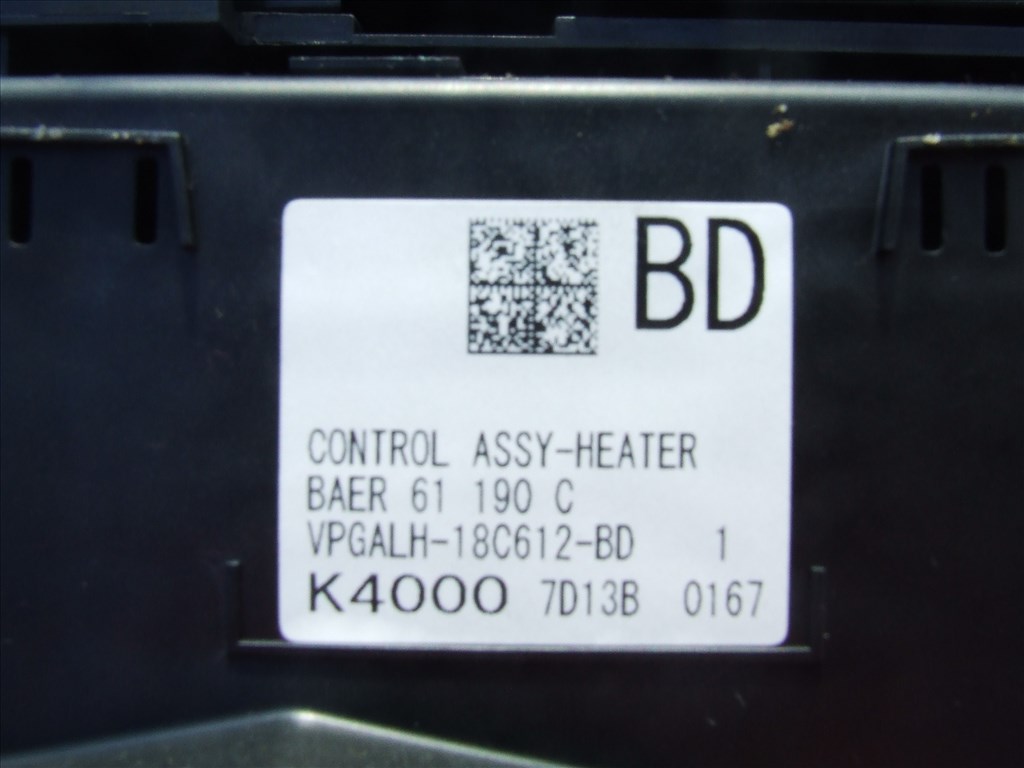 BD
CONTROL ASSY-HEATER
BAER 61 190 C
VPGALH-18C612-BD 1
K4000 7D13B 0167